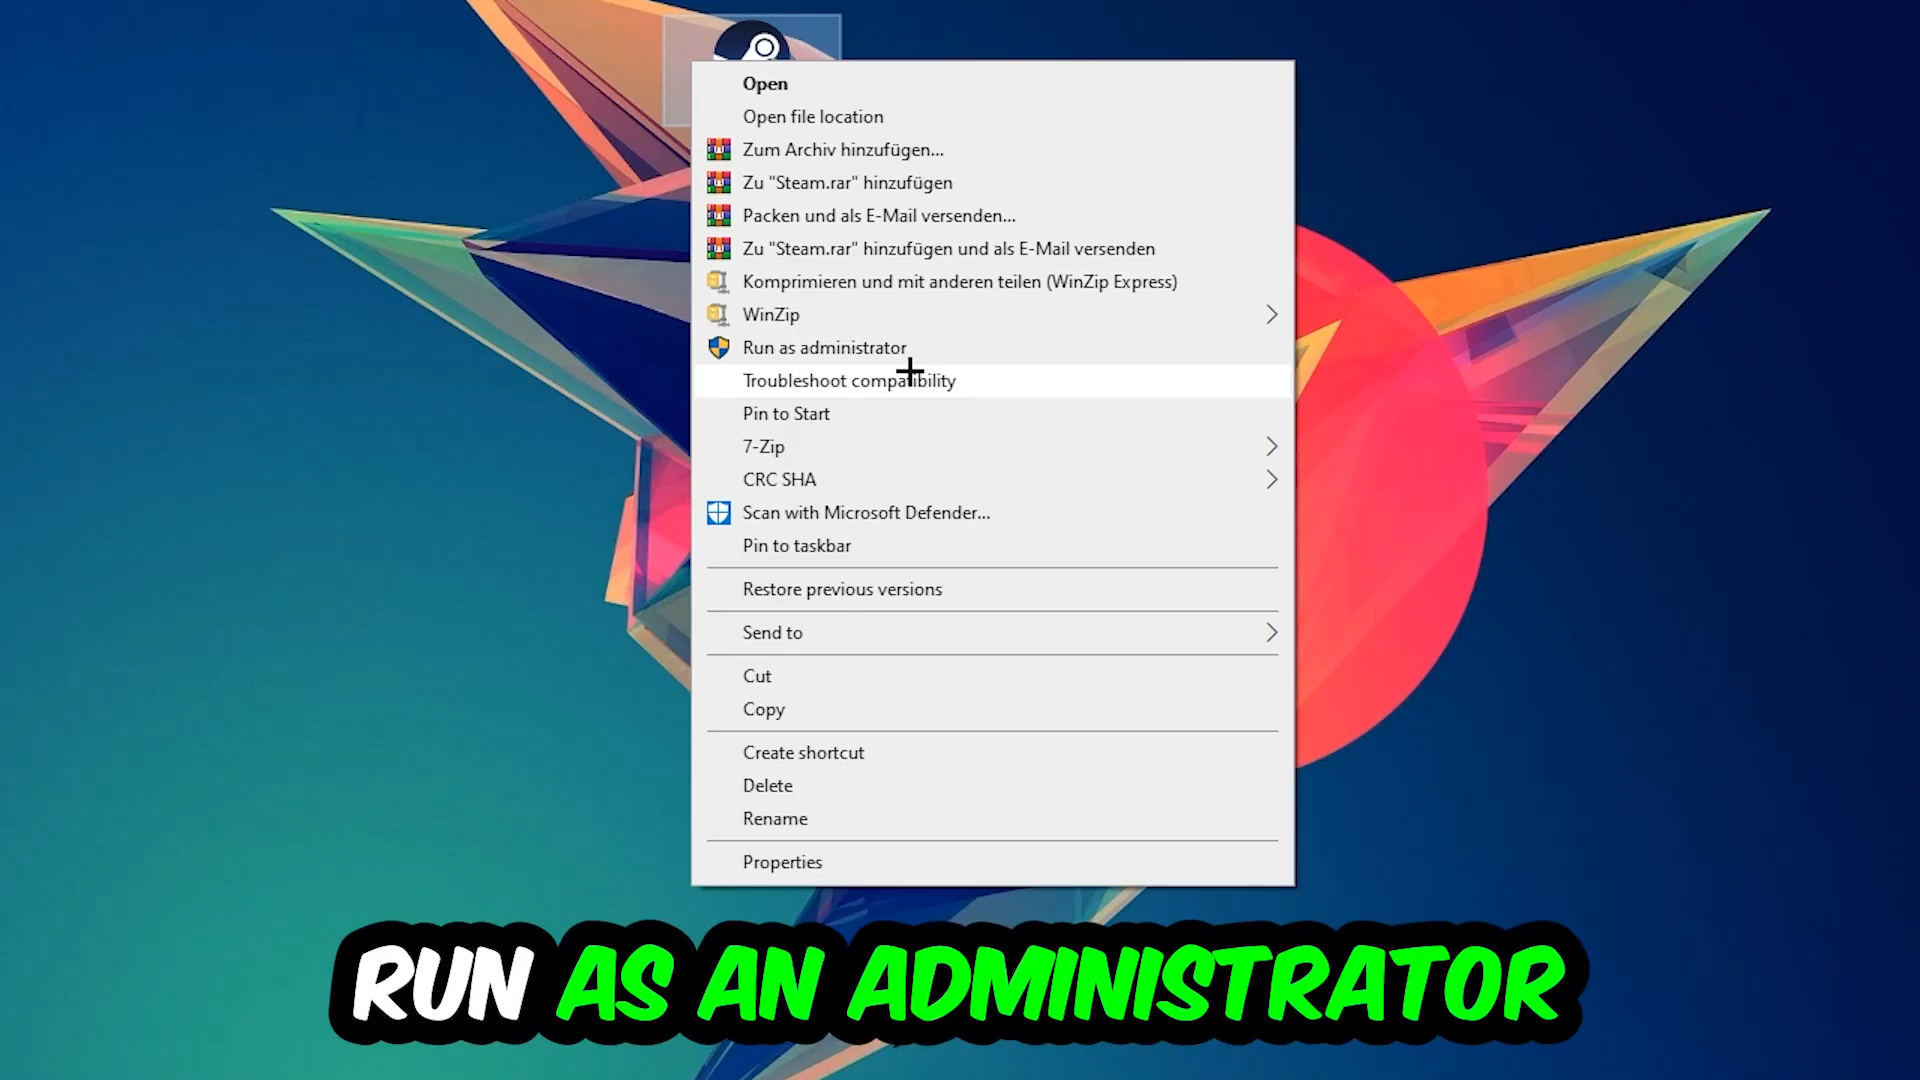 Open
Open file location
Zum Archiv hinzufügen...
Zu "Steam.rar" hinzufügen
Packen und als E-Mail versenden...
Zu "Steam.rar" hinzufügen und als E-Mail versenden
Komprimieren und mit anderen teilen (WinZip Express)
WinZip
Run as administrator
Troubleshoot compatibility
Pin to Start
7-Zip
CRC SHA
Scan with Microsoft Defender...
Pin to taskbar
Restore previous versions
Send to
Cut
Copy
Create shortcut
Delete
Rename
Properties
RUN AS AN ADMINISTRATOR